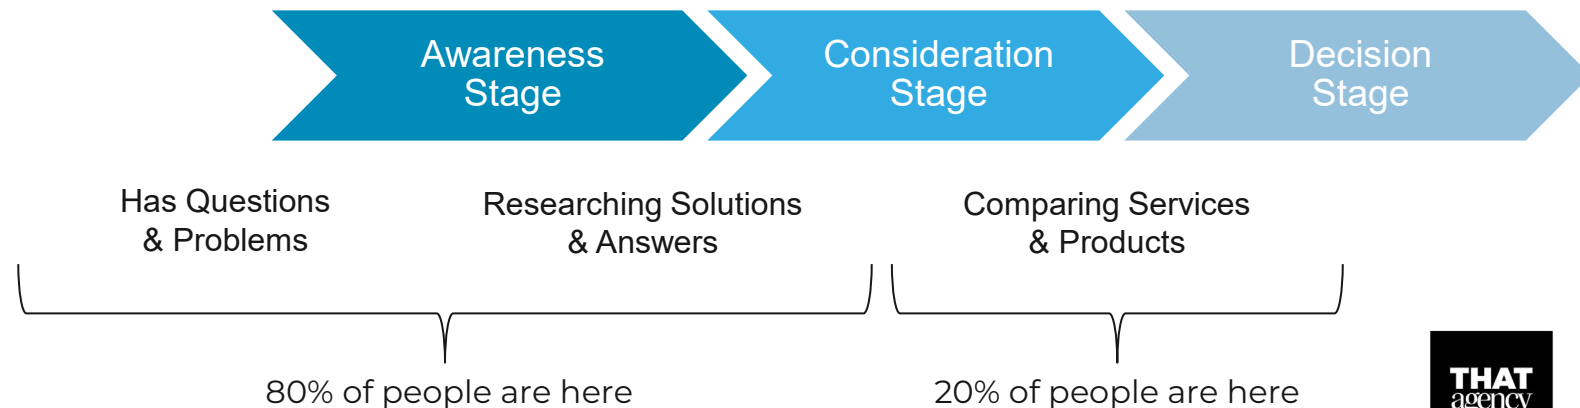 Awareness
Stage
Consideration
Stage
Decision
Stage
Has Questions
& Problems
Researching Solutions
& Answers
Comparing Services
& Products
80% of people are here
20% of people are here
THAT
agency